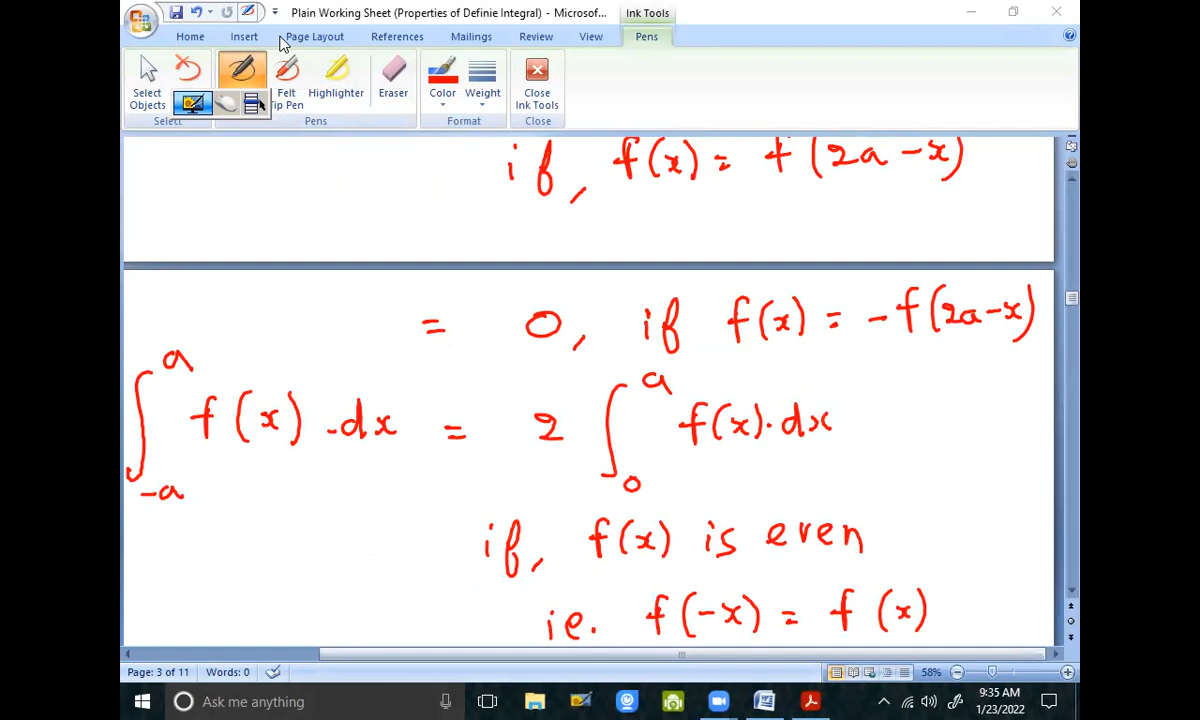 Plain Working Sheet (Properties of Definie Integral) - Microsof... Ink Tools
Home Insert Page Layout References Mailings Review View Pens
Select Objects Felt Tip Pen Highlighter Eraser Color Weight Close Ink Tools
Select Pens Format Close
if, f(x) = f(2a - x)
= 0, if f(x) = -f(2a-x)
∫_{-a}^{a} f(x) .dx = 2 ∫_{0}^{a} f(x).dx
if, f(x) is even
ie. f(-x) = f(x)
Page: 3 of 11 Words: 0 58%
Ask me anything 9:35 AM
1/23/2022